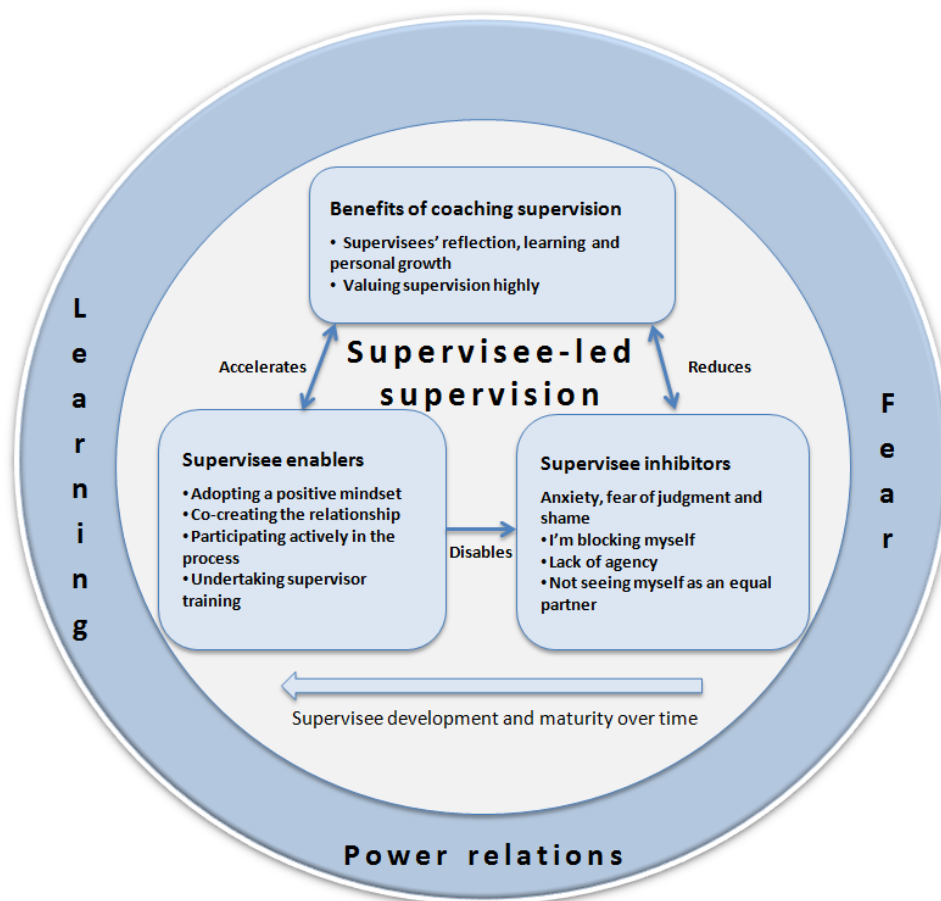 Benefits of coaching supervision
• Supervisees' reflection, learning and
personal growth
• Valuing supervision highly
Accelerates
Supervisee-led
supervision
Reduces
Learning
Fear
Supervisee enablers
• Adopting a positive mindset
• Co-creating the relationship
• Participating actively in the
process
• Undertaking supervisor
training
Disables
Supervisee inhibitors
Anxiety, fear of judgment and
shame
• I'm blocking myself
• Lack of agency
• Not seeing myself as an equal
partner
Supervisee development and maturity over time
Power relations